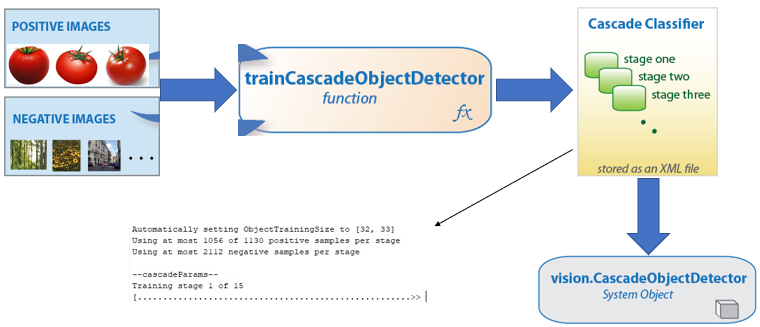 POSITIVE IMAGES
NEGATIVE IMAGES
...
trainCascadeObjectDetector
function
fx
Cascade Classifier
stage one
stage two
stage three
stored as an XML file
Automatically setting ObjectTrainingSize to [32, 33]
Using at most 1056 of 1130 positive samples per stage
Using at most 2112 negative samples per stage
--cascadeParams--
Training stage 1 of 15
[......................................................>>
vision.CascadeObjectDetector
System Object